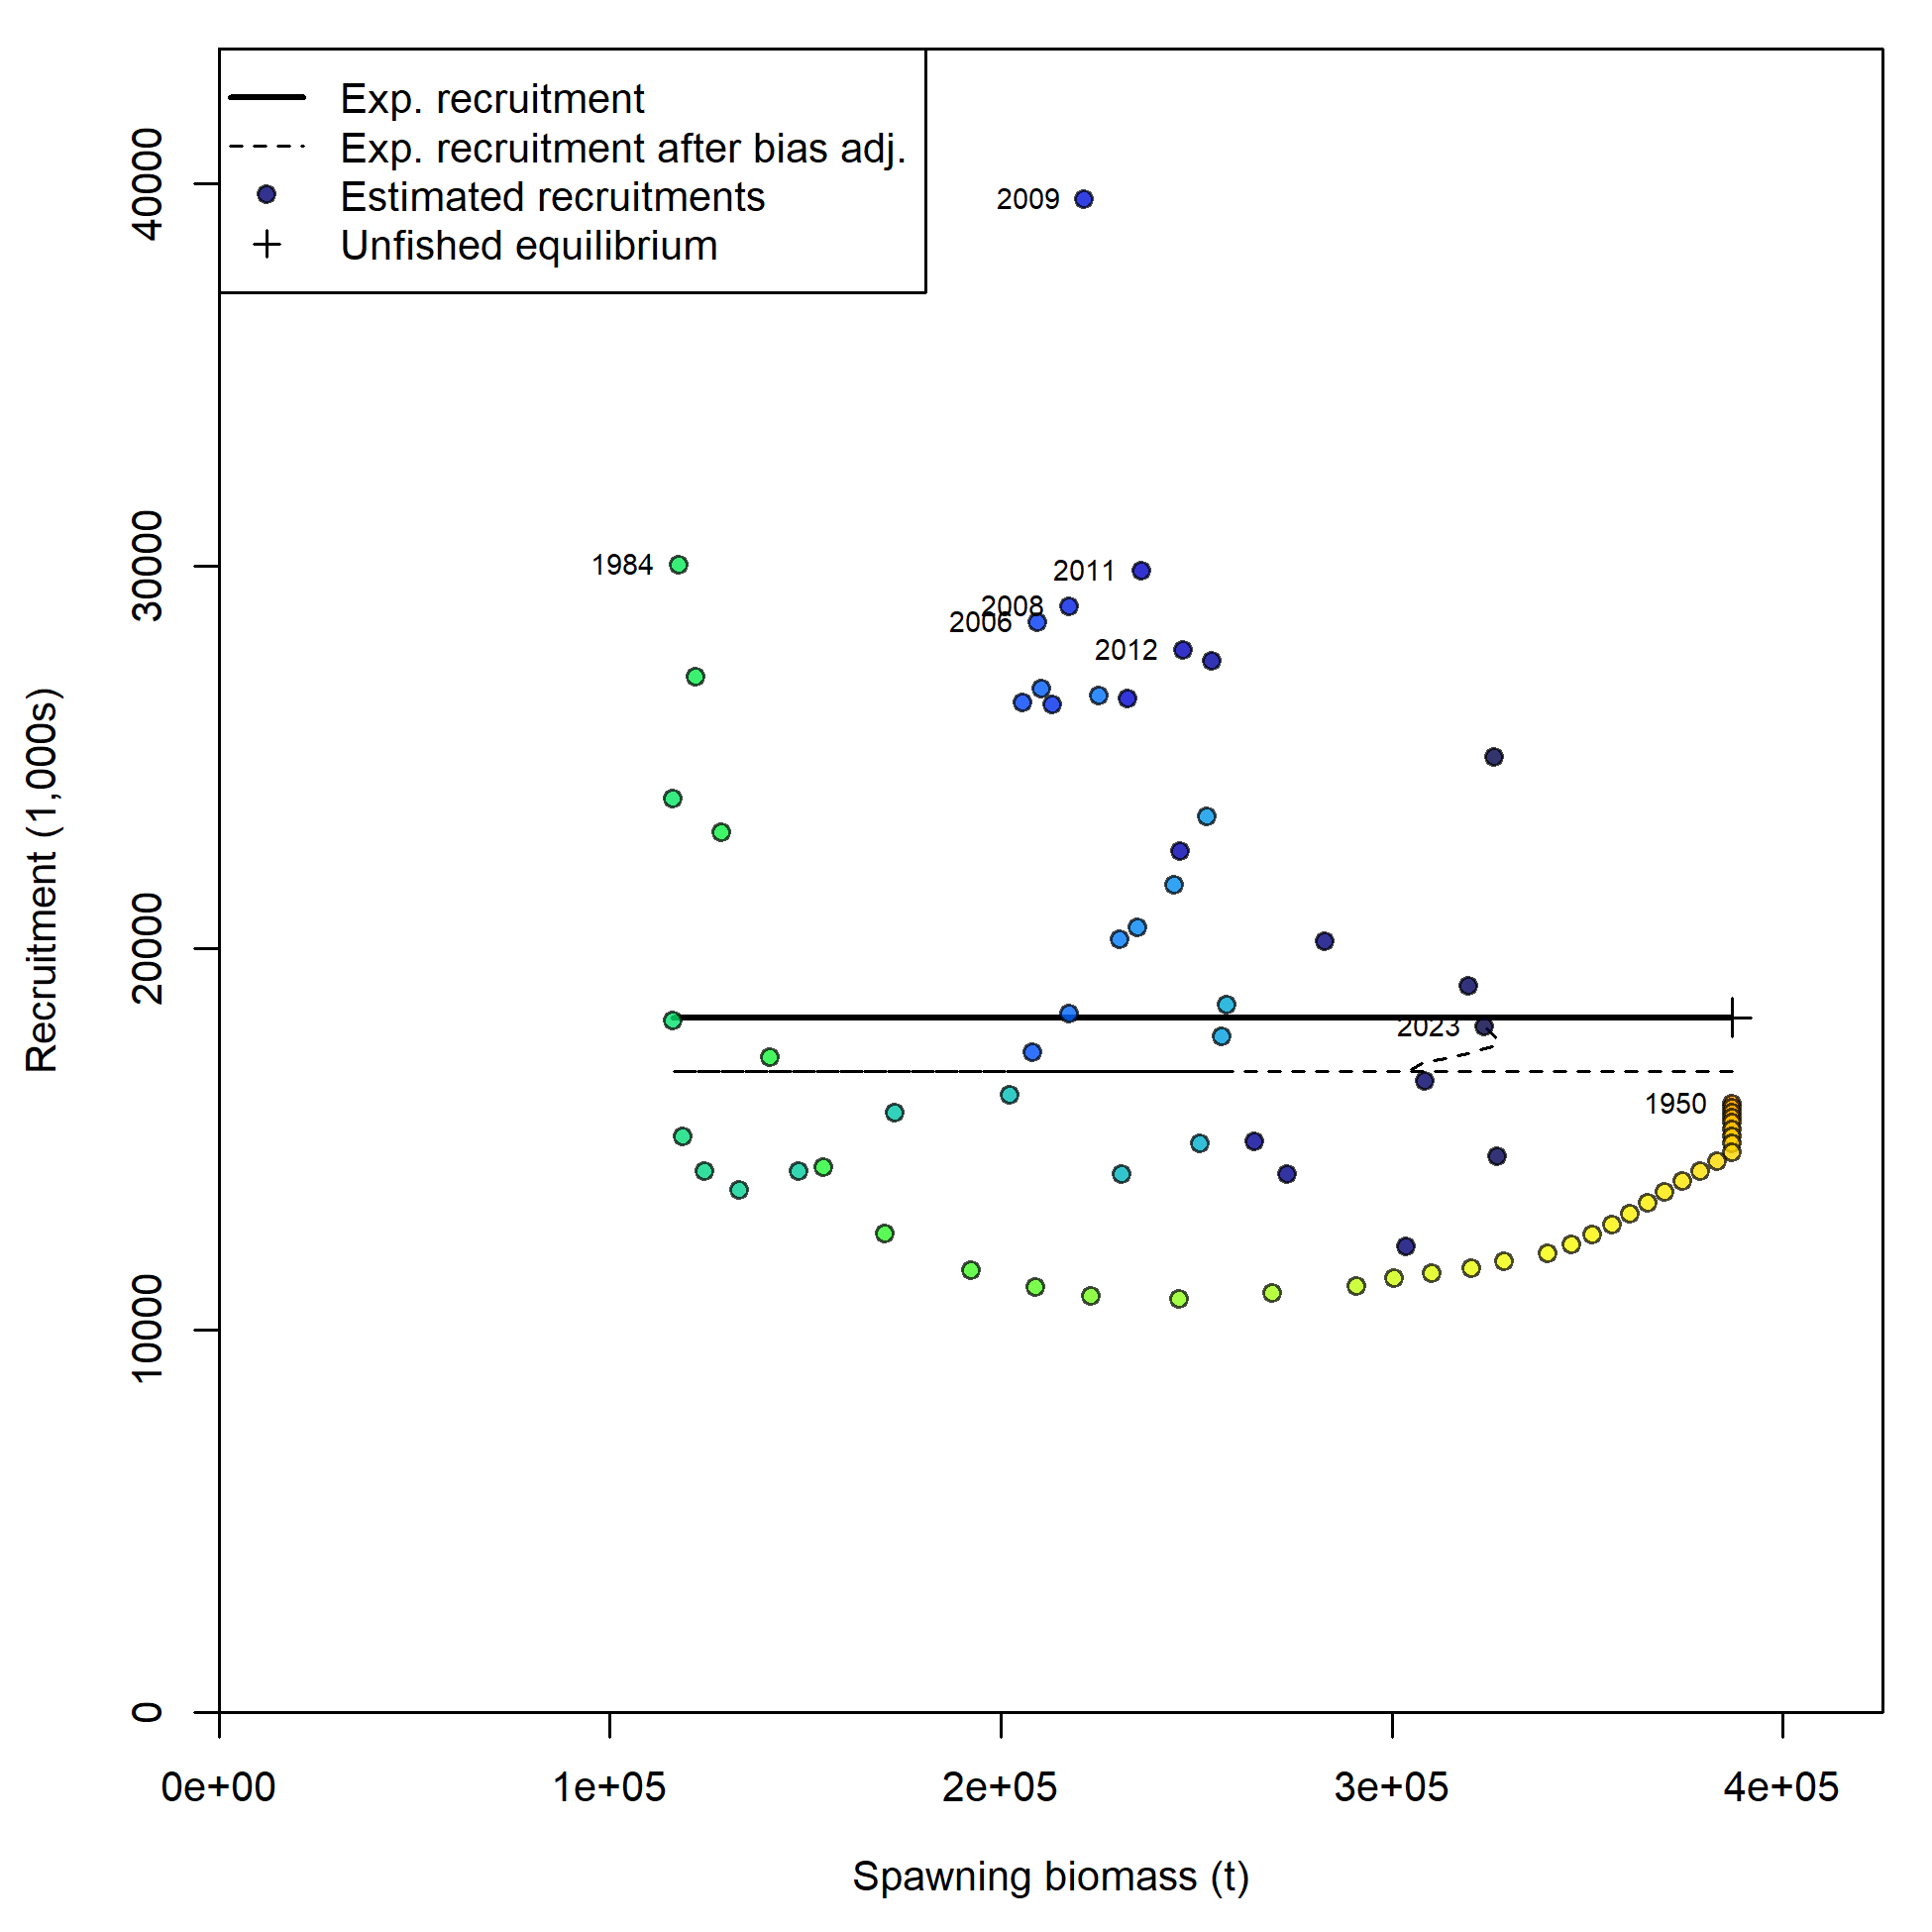 Exp. recruitment
Exp. recruitment after bias adj.
Estimated recruitments
Unfished equilibrium
40000
30000
20000
10000
0
Recruitment (1,000s)
2009
1984
2011
2008
2006
2012
2023
1950
0e+00
1e+05
2e+05
3e+05
4e+05
Spawning biomass (t)